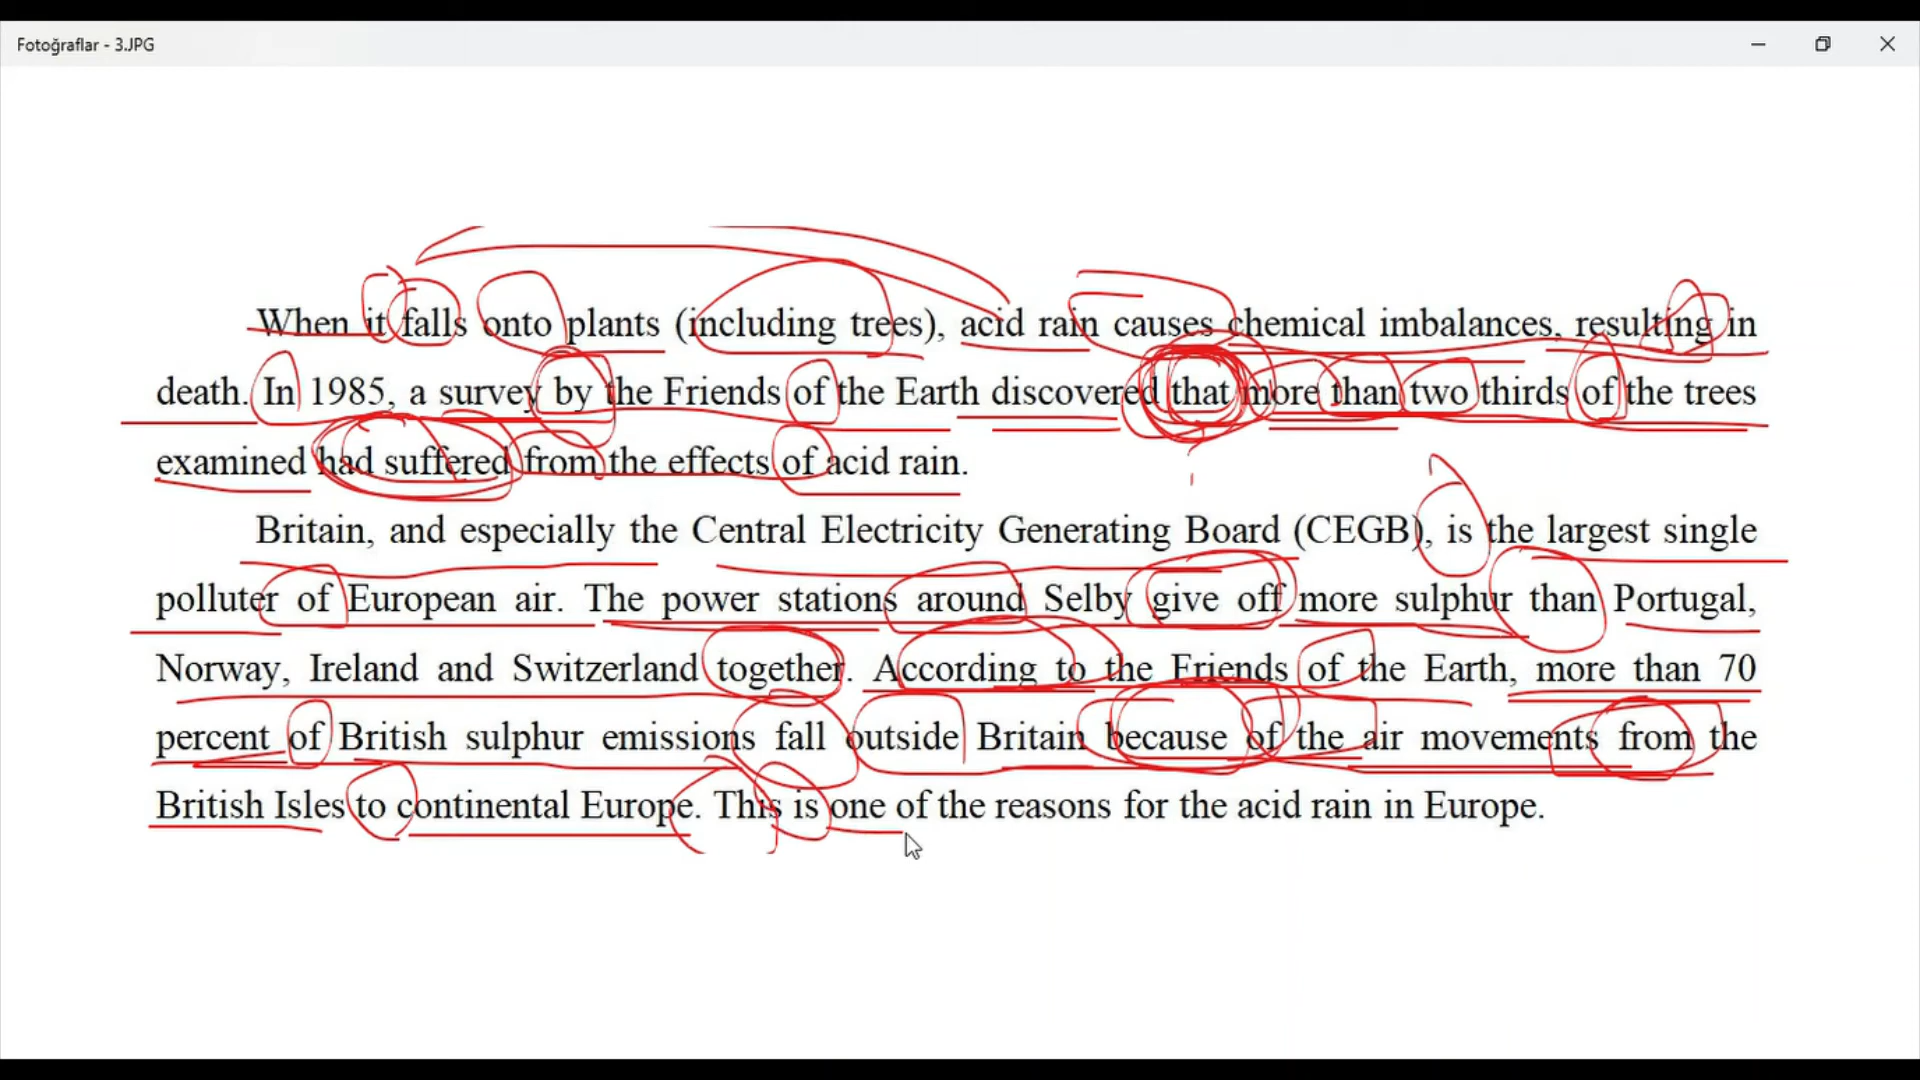 Fotoğraflar - 3.JPG
When it falls onto plants (including trees), acid rain causes chemical imbalances, resulting in
death. In 1985, a survey by the Friends of the Earth discovered that more than two thirds of the trees
examined had suffered from the effects of acid rain.
Britain, and especially the Central Electricity Generating Board (CEGB), is the largest single
polluter of European air. The power stations around Selby give off more sulphur than Portugal,
Norway, Ireland and Switzerland together. According to the Friends of the Earth, more than 70
percent of British sulphur emissions fall outside Britain because of the air movements from the
British Isles to continental Europe. This is one of the reasons for the acid rain in Europe.